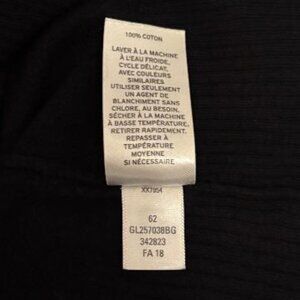 100% COTON
LAVER À LA MACHINE
À L'EAU FROIDE,
CYCLE DÉLICAT,
AVEC COULEURS
SIMILAIRES
UTILISER SEULEMENT
UN AGENT DE
BLANCHIMENT SANS
CHLORE, AU BESOIN.
SÉCHER À LA MACHINE
À BASSE TEMPÉRATURE.
RETIRER RAPIDEMENT.
REPASSER À
TEMPÉRATURE
MOYENNE
SI NÉCESSAIRE
XX7954
62
GL257038BG
342823
FA 18